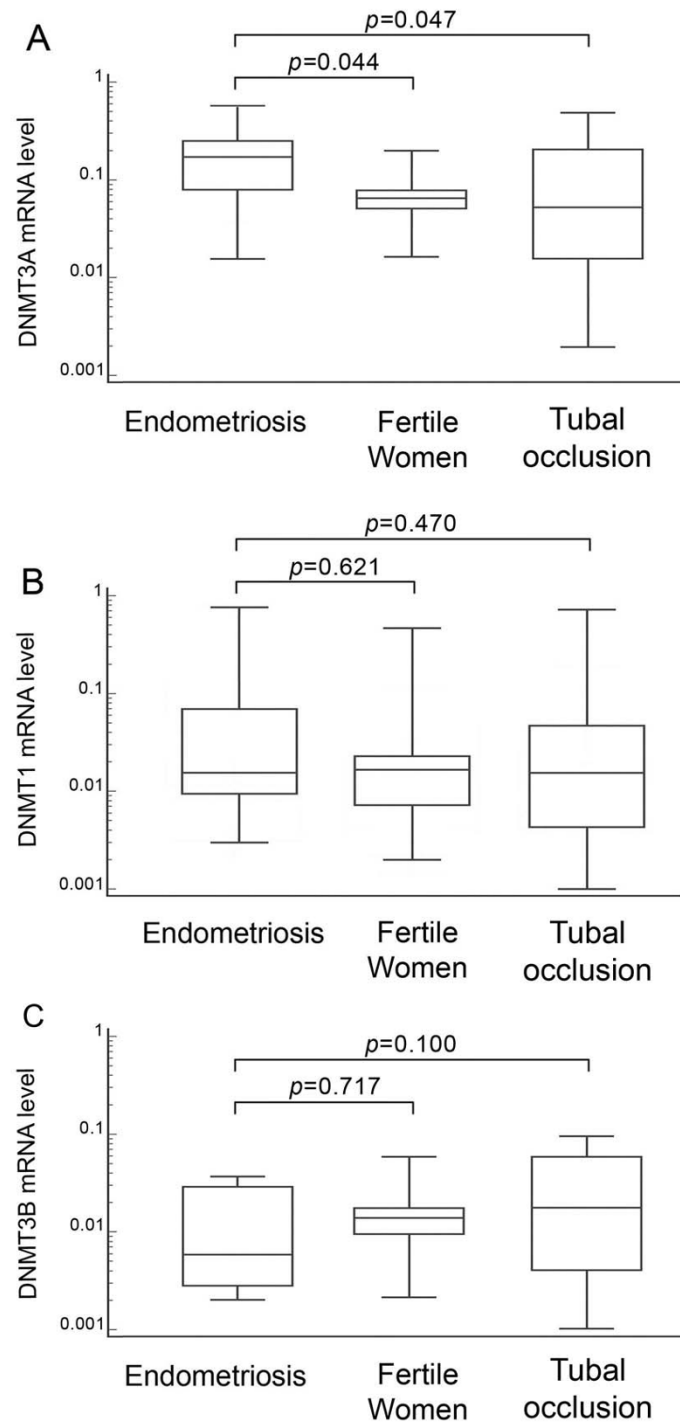 A
p=0.047
p=0.044
1
0.1
0.01
0.001
DNMT3A mRNA level
Endometriosis
Fertile
Women
Tubal
occlusion
B
p=0.470
p=0.621
1
0.1
0.01
0.001
DNMT1 mRNA level
Endometriosis
Fertile
Women
Tubal
occlusion
C
p=0.100
p=0.717
1
0.1
0.01
0.001
DNMT3B mRNA level
Endometriosis
Fertile
Women
Tubal
occlusion